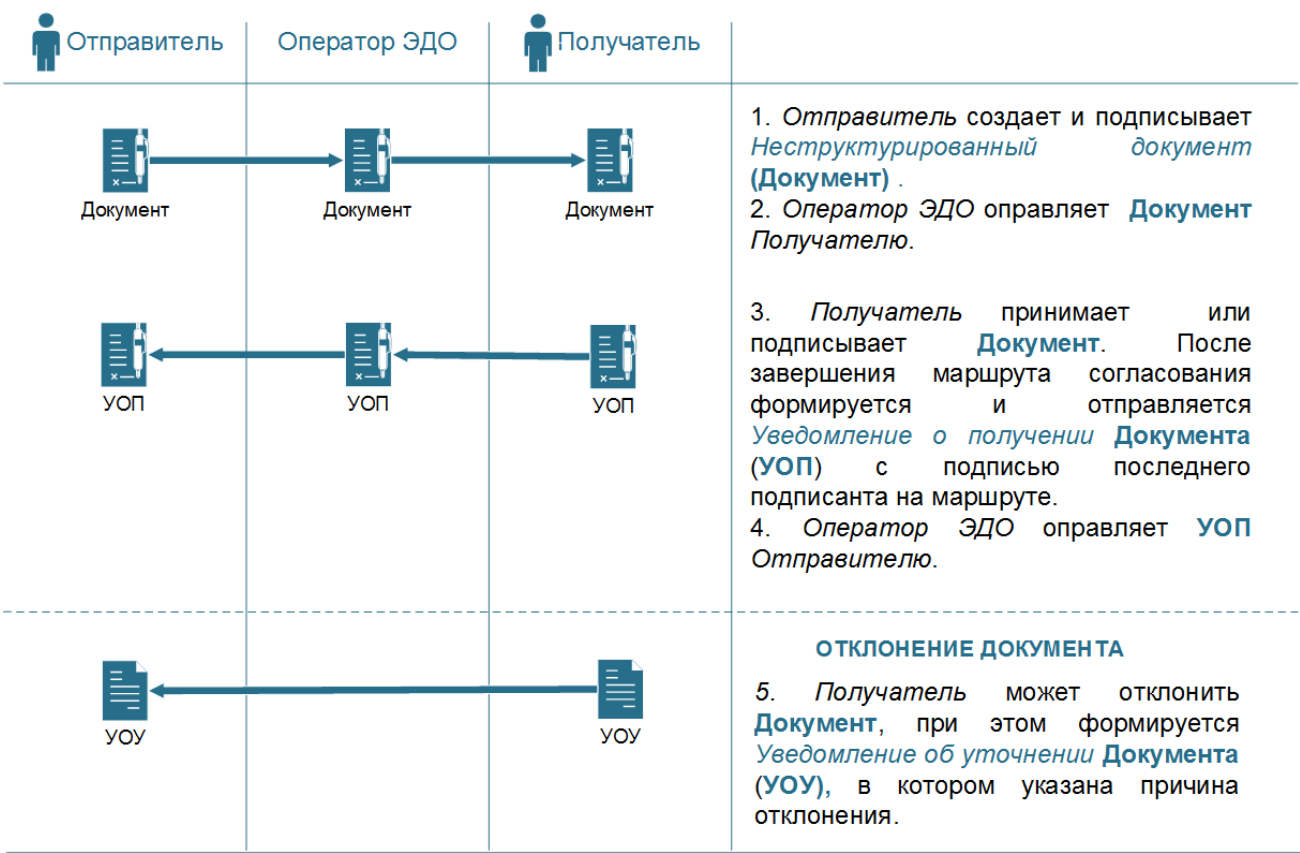 Отправитель
Оператор ЭДО
Получатель
Документ
Документ
Документ
1. Отправитель создает и подписывает
Неструктурированный документ
(Документ) .
2. Оператор ЭДО оправляет Документ
Получателю.
УОП
УОП
УОП
3. Получатель принимает или
подписывает Документ. После
завершения маршрута согласования
формируется и отправляется
Уведомление о получении Документа
(УОП) с подписью последнего
подписанта на маршруте.
4. Оператор ЭДО оправляет УОП
Отправителю.
УОУ
УОУ
ОТКЛОНЕНИЕ ДОКУМЕНТА
5. Получатель может отклонить
Документ, при этом формируется
Уведомление об уточнении Документа
(УОУ), в котором указана причина
отклонения.